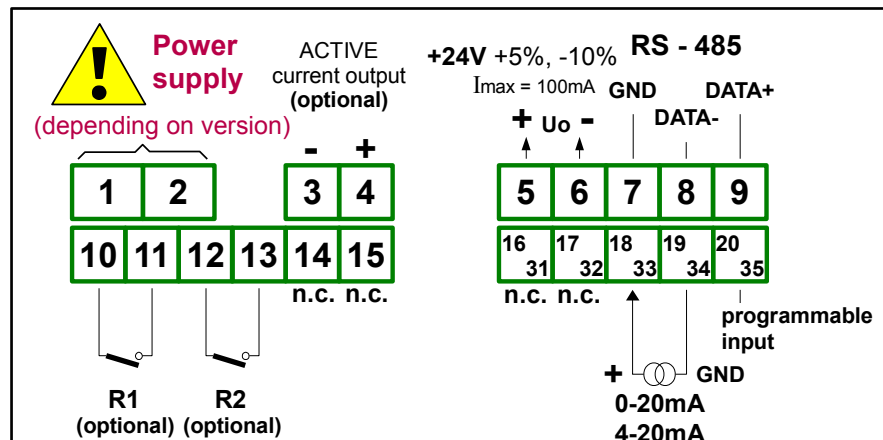 Power
supply
(depending on version)
ACTIVE
current output
(optional)
- +
+24V +5%, -10%
Imax = 100mA
+ Uo -
RS - 485
GND
DATA-
DATA+
1 2 3 4
5 6 7 8 9
10 11 12 13 14 15
16 17 18 19 20
31 32 33 34 35
n.c. n.c.
n.c. n.c.
programmable
input
R1
(optional)
R2
(optional)
+ GND
0-20mA
4-20mA
!